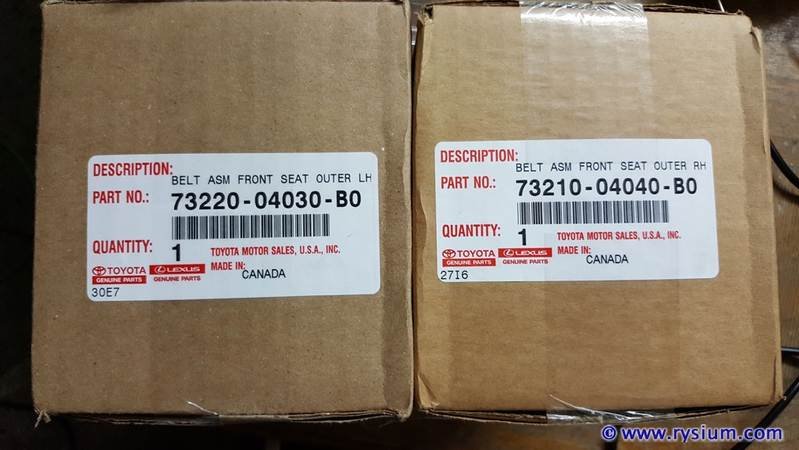 DESCRIPTION:
BELT ASM FRONT SEAT OUTER LH
PART NO.: 73220-04030-B0
QUANTITY: 1
TOYOTA MOTOR SALES, U.S.A., INC.
MADE IN: CANADA
TOYOTA GENUINE PARTS
LEXUS GENUINE PARTS
30E7
DESCRIPTION:
BELT ASM FRONT SEAT OUTER RH
PART NO.: 73210-04040-B0
QUANTITY: 1
TOYOTA MOTOR SALES, U.S.A., INC.
MADE IN: CANADA
TOYOTA GENUINE PARTS
LEXUS GENUINE PARTS
27I6
© www.rysium.com